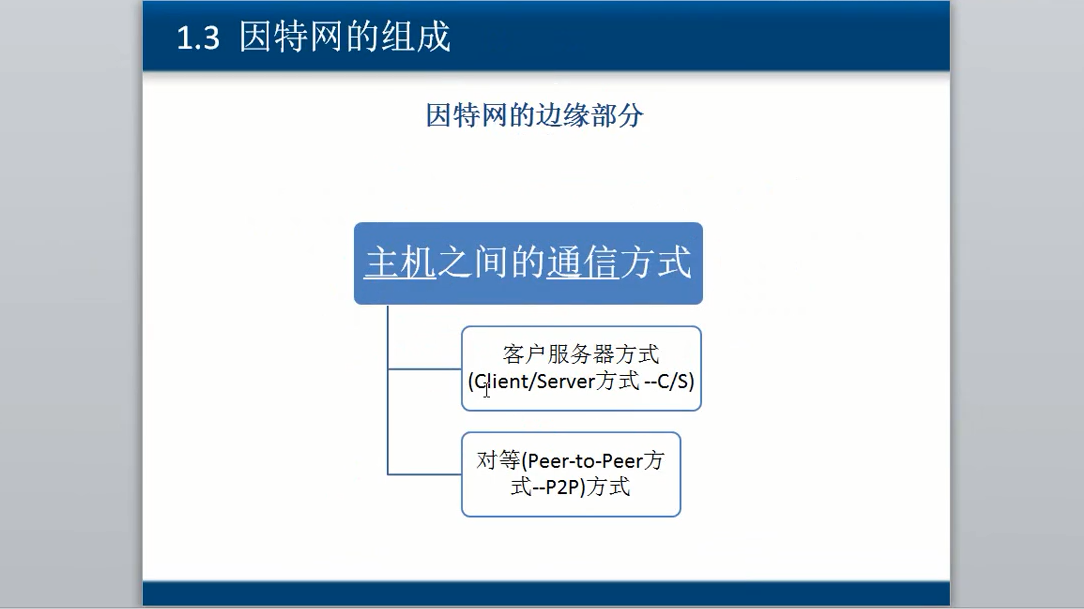 1.3 因特网的组成
因特网的边缘部分
主机之间的通信方式
客户服务器方式
(Client/Server方式 --C/S)
对等(Peer-to-Peer方
式--P2P)方式